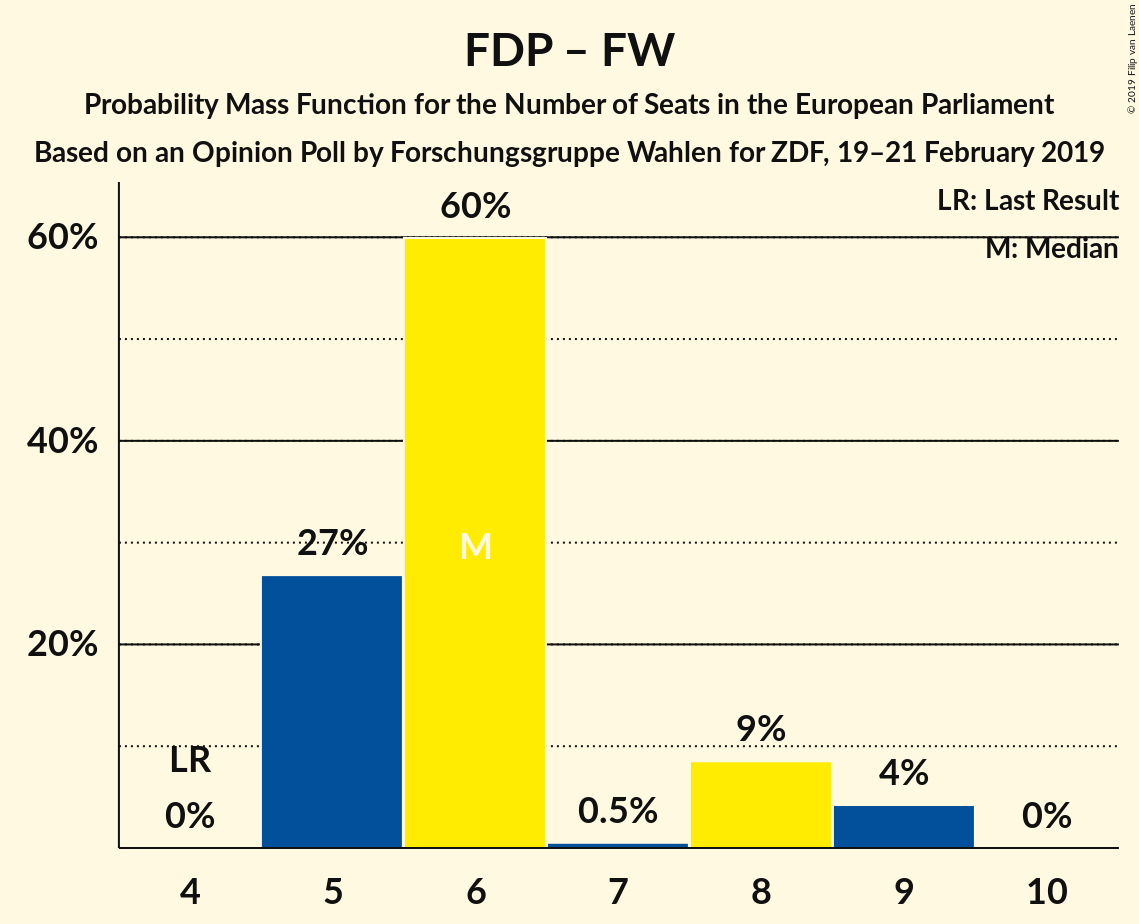 FDP – FW
Probability Mass Function for the Number of Seats in the European Parliament
Based on an Opinion Poll by Forschungsgruppe Wahlen for ZDF, 19–21 February 2019
© 2019 Filip van Laenen
LR: Last Result
M: Median
60%
40%
20%
LR
0%
27%
60%
M
0.5%
9%
4%
0%
4 5 6 7 8 9 10